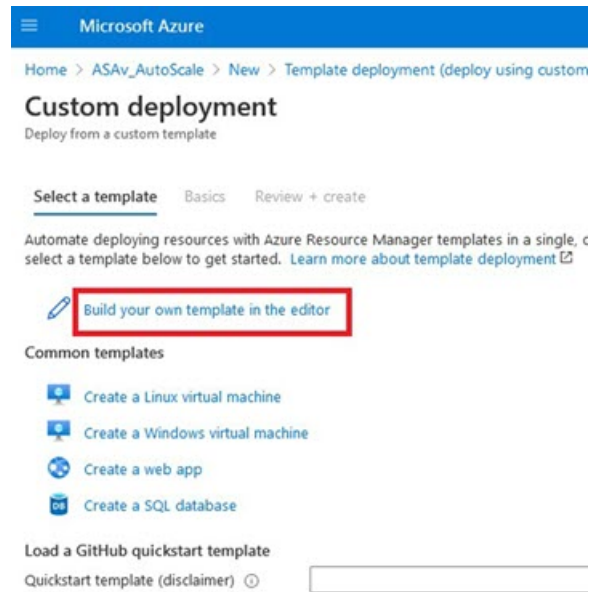 Microsoft Azure
Home > ASAv_AutoScale > New > Template deployment (deploy using custom
Custom deployment
Deploy from a custom template
Select a template Basics Review + create
Automate deploying resources with Azure Resource Manager templates in a single, c
select a template below to get started. Learn more about template deployment
Build your own template in the editor
Common templates
Create a Linux virtual machine
Create a Windows virtual machine
Create a web app
DB Create a SQL database
Load a GitHub quickstart template
Quickstart template (disclaimer)